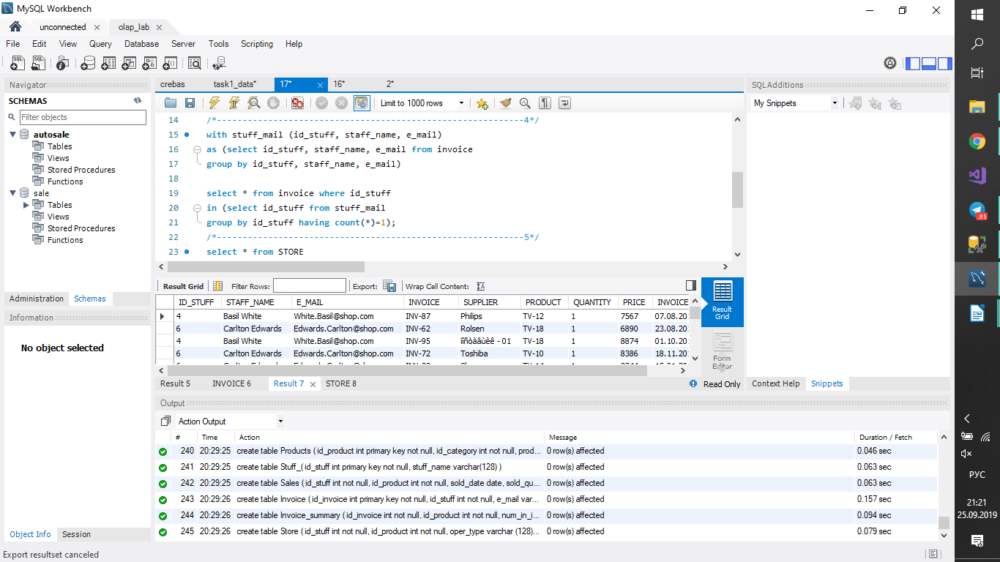 MySQL Workbench
unconnected
olap_lab
File Edit View Query Database Server Tools Scripting Help
Navigator
SCHEMAS
Filter objects
autosale
Tables
Views
Stored Procedures
Functions
sale
Tables
Views
Stored Procedures
Functions
Administration Schemas
Information
No object selected
Object Info Session
crebas task1_data* 17* 16* 2*
Limit to 1000 rows
14 /*------------------------------------------------------------4*/
15 with stuff_mail (id_stuff, staff_name, e_mail)
16 as (select id_stuff, staff_name, e_mail from invoice
17 group by id_stuff, staff_name, e_mail)
18
19 select * from invoice where id_stuff
20 in (select id_stuff from stuff_mail
21 group by id_stuff having count(*)=1);
22 /*------------------------------------------------------------5*/
23 select * from STORE
Result Grid Filter Rows: Export: Wrap Cell Content:
ID_STUFF STAFF_NAME E_MAIL INVOICE SUPPLIER PRODUCT QUANTITY PRICE INVOICE
4 Basil White White.Basil@shop.com INV-87 Philips TV-12 1 7567 07.08.201
6 Carlton Edwards Edwards.Carlton@shop.com INV-62 Rolsen TV-18 1 6890 23.08.201
4 Basil White White.Basil@shop.com INV-95 ïîñòàâùèê - 01 TV-18 1 8874 01.10.201
6 Carlton Edwards Edwards.Carlton@shop.com INV-72 Toshiba TV-10 1 8386 18.11.201
Result Grid
Form Editor
Result 5 INVOICE 6 Result 7 STORE 8
Read Only
SQLAdditions
My Snippets
Context Help Snippets
Output
Action Output
# Time Action Message Duration / Fetch
240 20:29:25 create table Products ( id_product int primary key not null, id_category int not null, prod... 0 row(s) affected 0.046 sec
241 20:29:25 create table Stuff_( id_stuff int primary key not null, stuff_name varchar(128) ) 0 row(s) affected 0.063 sec
242 20:29:25 create table Sales ( id_stuff int not null, id_product int not null, sold_date date, sold_qu... 0 row(s) affected 0.063 sec
243 20:29:26 create table Invoice ( id_invoice int primary key not null, id_stuff int not null, e_mail var... 0 row(s) affected 0.157 sec
244 20:29:26 create table Invoice_summary ( id_invoice int not null, id_product int not null, num_in_i... 0 row(s) affected 0.094 sec
245 20:29:26 create table Store ( id_stuff int not null, id_product int not null, oper_type varchar (128)... 0 row(s) affected 0.079 sec
Export resultset canceled
85
РУС
21:21
25.09.2019